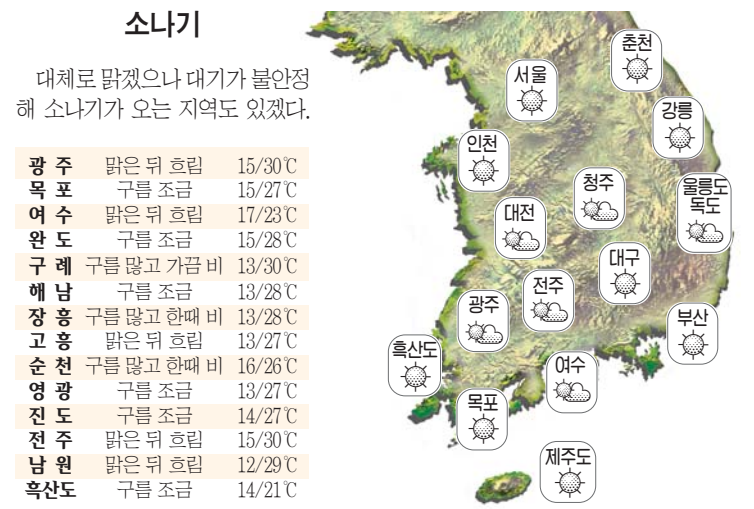 소나기
대체로 맑겠으나 대기가 불안정
해 소나기가 오는 지역도 있겠다.
광 주 맑은 뒤 흐림 15/30℃
목 포 구름 조금 15/27℃
여 수 맑은 뒤 흐림 17/23℃
완 도 구름 조금 15/28℃
구 례 구름 많고 가끔 비 13/30℃
해 남 구름 조금 13/28℃
장 흥 구름 많고 한때 비 13/28℃
고 흥 맑은 뒤 흐림 13/27℃
순 천 구름 많고 한때 비 16/26℃
영 광 구름 조금 13/27℃
진 도 구름 조금 14/27℃
전 주 맑은 뒤 흐림 15/30℃
남 원 맑은 뒤 흐림 12/29℃
흑산도 구름 조금 14/21℃
춘천
서울
강릉
인천
청주
울릉도
독도
대전
대구
전주
광주
부산
흑산도
여수
목포
제주도